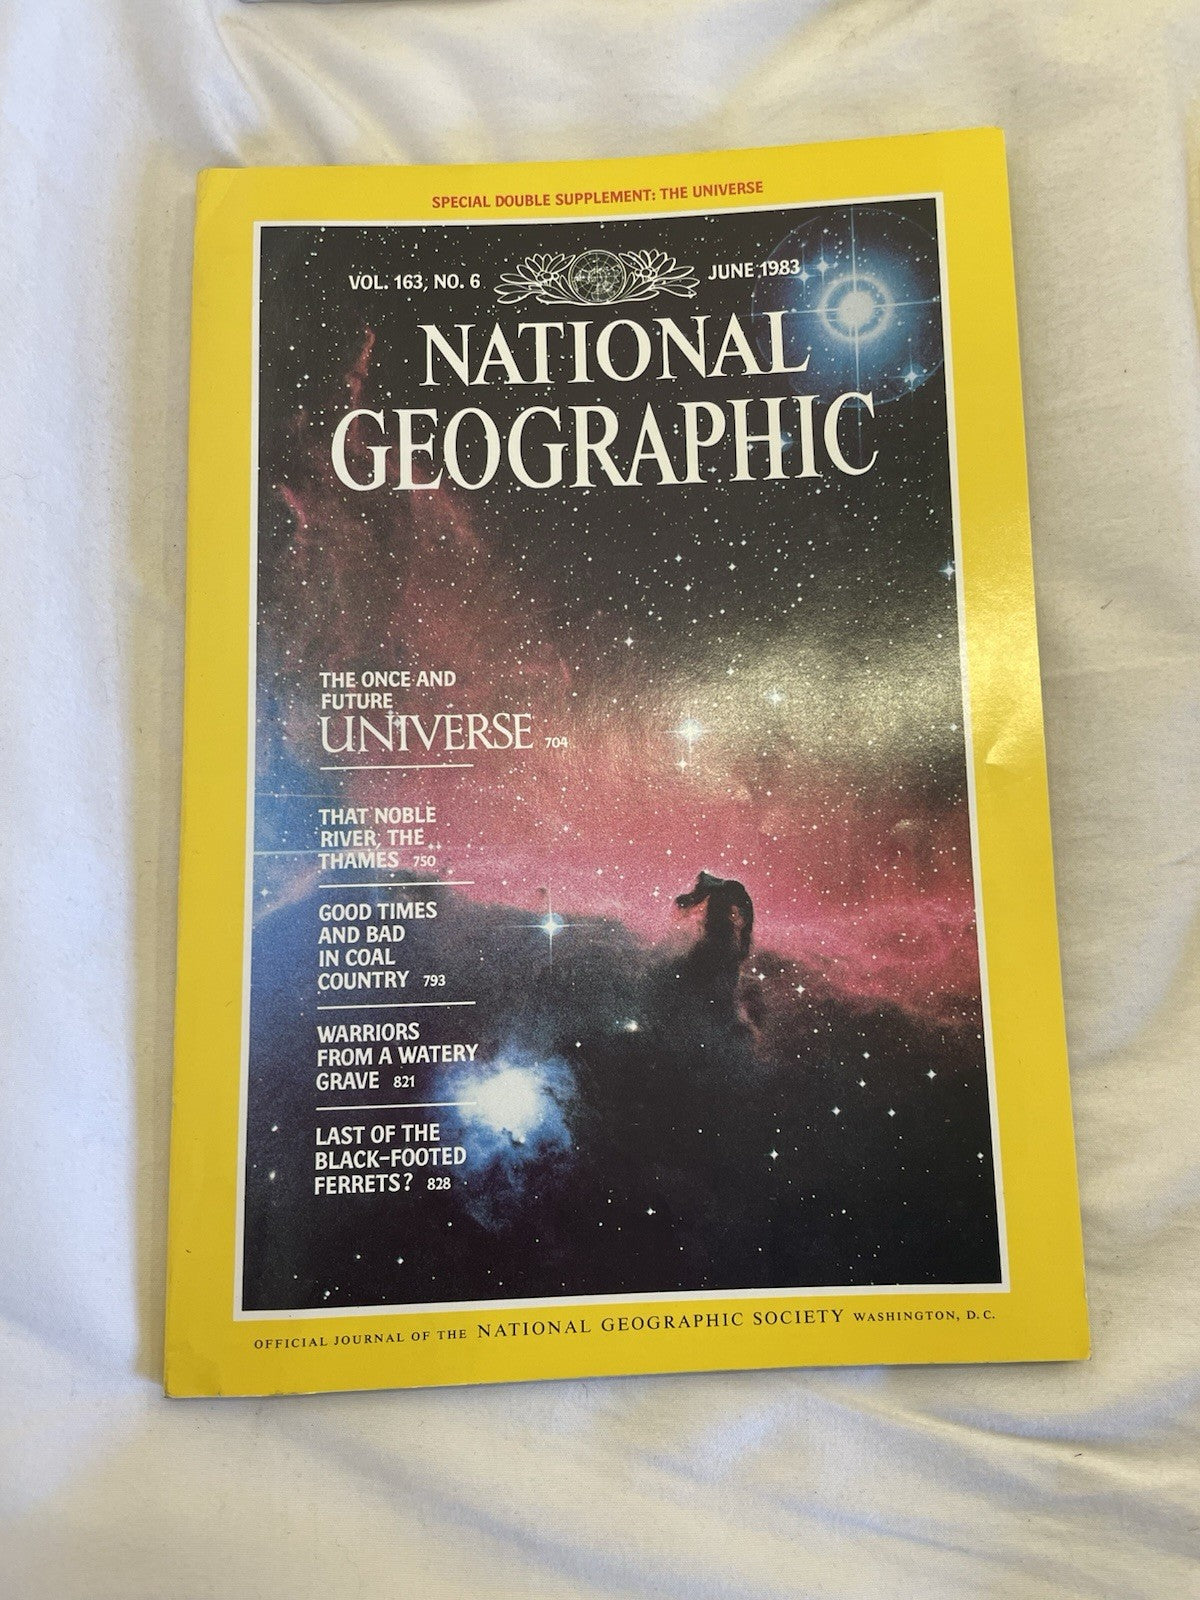 SPECIAL DOUBLE SUPPLEMENT: THE UNIVERSE
VOL. 163, NO. 6 JUNE 1983
NATIONAL
GEOGRAPHIC
THE ONCE AND
FUTURE
UNIVERSE 704
THAT NOBLE
RIVER, THE
THAMES 750
GOOD TIMES
AND BAD
IN COAL
COUNTRY 793
WARRIORS
FROM A WATERY
GRAVE 821
LAST OF THE
BLACK-FOOTED
FERRETS? 828
OFFICIAL JOURNAL OF THE NATIONAL GEOGRAPHIC SOCIETY WASHINGTON, D.C.